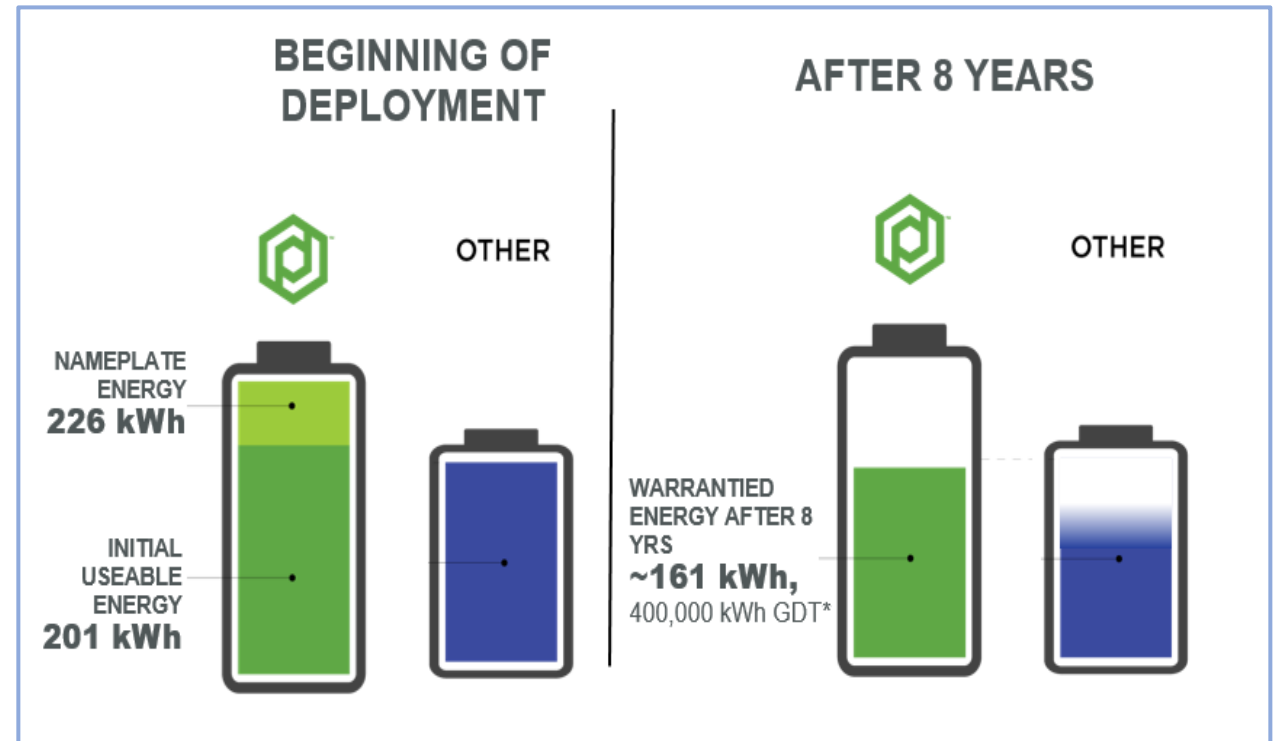 BEGINNING OF
DEPLOYMENT
OTHER
NAMEPLATE
ENERGY
226 kWh
INITIAL
USEABLE
ENERGY
201 kWh
AFTER 8 YEARS
™
OTHER
WARRANTIED
ENERGY AFTER 8
YRS
~161 kWh,
400,000 kWh GDT*